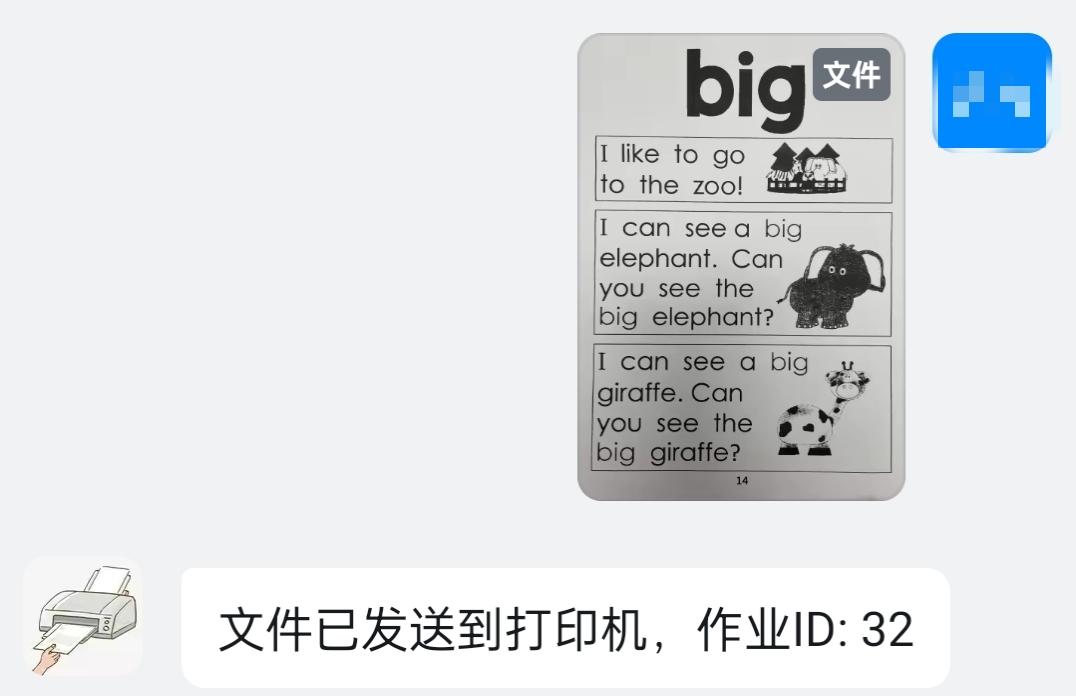 big
文件
I like to go
to the zoo!
I can see a big
elephant. Can
you see the
big elephant?
I can see a big
giraffe. Can
you see the
big giraffe?
14
文件已发送到打印机，作业ID: 32